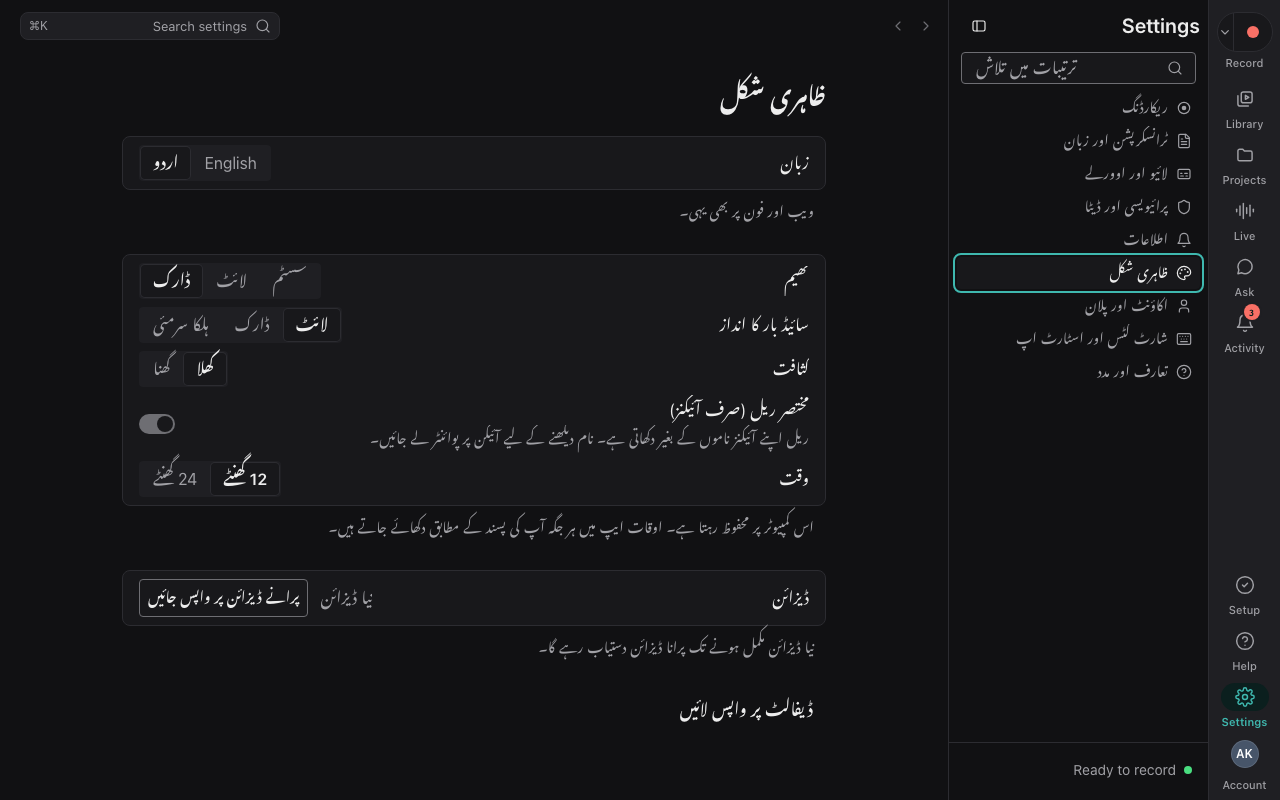 Record
Library
Projects
Live
Ask
3
Activity
Setup
Help
Settings
AK
Account
Settings
ترتیبات میں تلاش
ریکارڈنگ
ٹرانسکرپشن اور زبان
لائیو اور اوورلے
پرائیویسی اور ڈیٹا
اطلاعات
ظاہری شکل
اکاؤنٹ اور پلان
شارٹ کٹس اور اسٹارٹ اپ
تعارف اور مدد
Ready to record
Search settings ⌘K
ظاہری شکل
زبان
English اردو
ویب اور فون پر بھی یہی۔
تھیم
سسٹم لائٹ ڈارک
سائیڈ بار کا انداز
لائٹ ڈارک ہلکا سرمئی
کثافت
کھلا گھنا
مختصر ریل (صرف آئیکنز)
ریل اپنے آئیکنز ناموں کے بغیر دکھاتی ہے۔ نام دیکھنے کے لیے آئیکن پر پوائنٹر لے جائیں۔
وقت
12 گھنٹے 24 گھنٹے
اس کمپیوٹر پر محفوظ رہتا ہے۔ اوقات ایپ میں ہر جگہ آپ کی پسند کے مطابق دکھائے جاتے ہیں۔
ڈیزائن
نیا ڈیزائن پرانے ڈیزائن پر واپس جائیں
نیا ڈیزائن مکمل ہونے تک پرانا ڈیزائن دستیاب رہے گا۔
ڈیفالٹ پر واپس لائیں